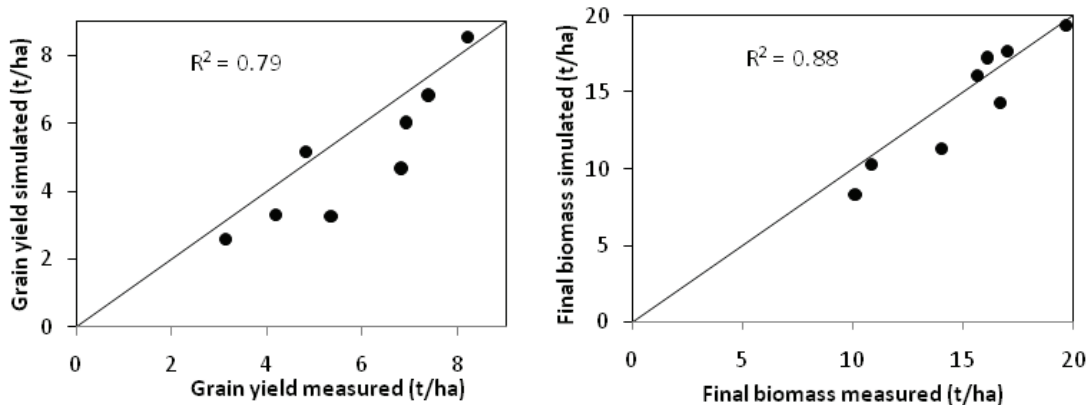 Grain yield simulated (t/ha)
8
6
4
2
0
R² = 0.79
0 2 4 6 8
Grain yield measured (t/ha)
Final biomass simulated (t/ha)
20
15
10
5
0
R² = 0.88
0 5 10 15 20
Final biomass measured (t/ha)